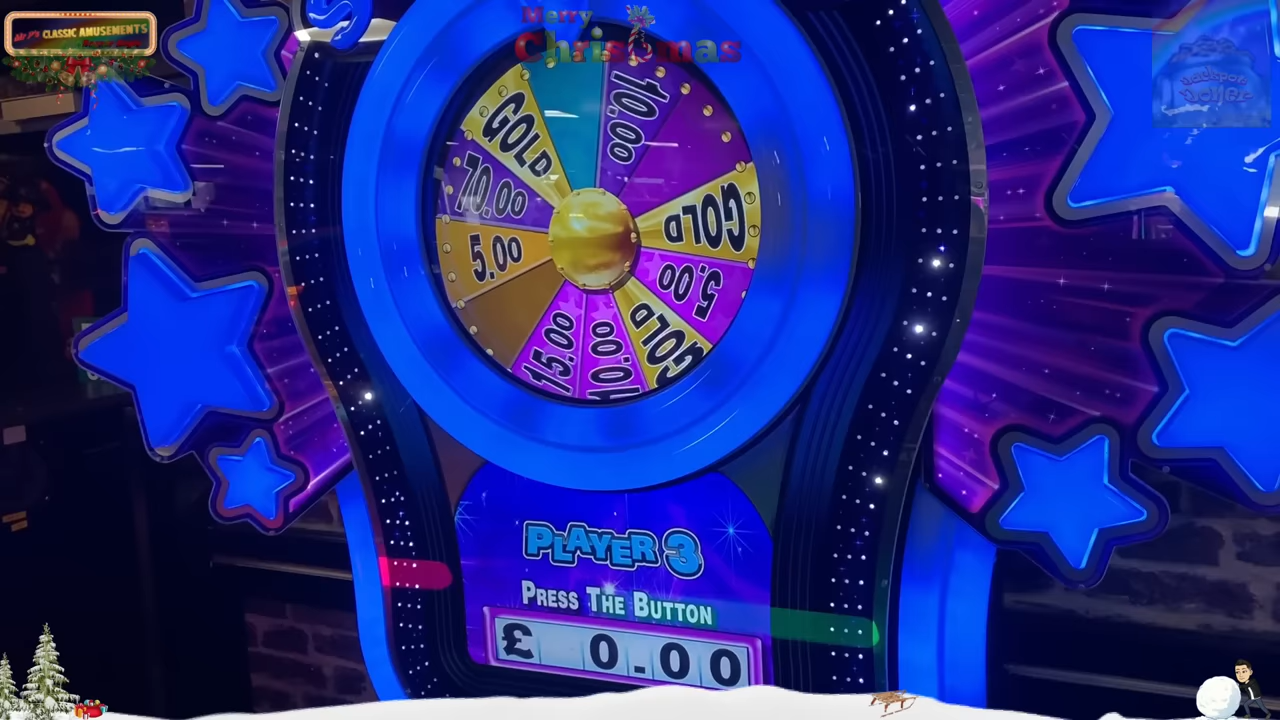 Mr P's CLASSIC AMUSEMENTS
Merry
Christmas
10.00
GOLD
70.00
GOLD
5.00
5.00
GOLD
15.00
10.00
PLAYER 3
PRESS THE BUTTON
£ 0.00